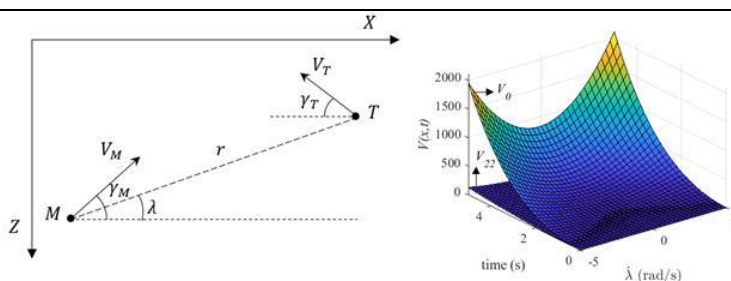 X
V_T
γ_T
T
V_M
r
γ_M
M
λ
Z
2000
V_0
1500
V(x,t)
1000
500
V_22
0
4
2
0
-5
0
time (s)
λ̇ (rad/s)